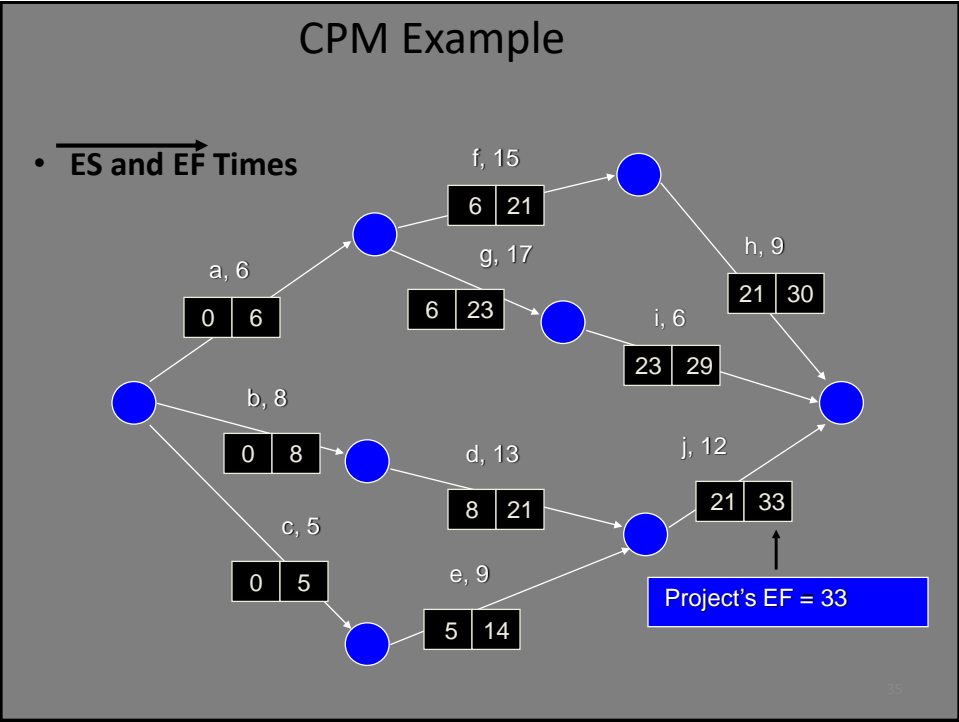 CPM Example
• ES and EF Times
f, 15
6 21
g, 17
6 23
h, 9
21 30
a, 6
0 6
i, 6
23 29
b, 8
0 8
d, 13
8 21
j, 12
21 33
c, 5
0 5
e, 9
5 14
Project's EF = 33
35